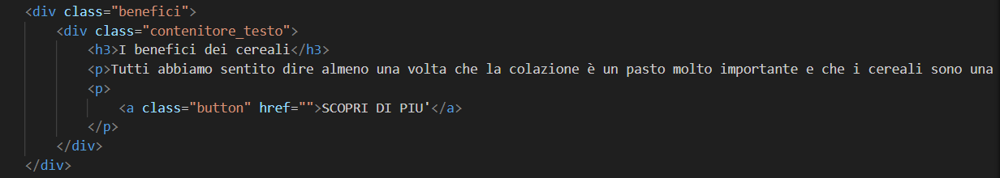 <div class="benefici">
<div class="contenitore_testo">
<h3>I benefici dei cereali</h3>
<p>Tutti abbiamo sentito dire almeno una volta che la colazione è un pasto molto importante e che i cereali sono una
<p>
<a class="button" href="">SCOPRI DI PIU'</a>
</p>
</div>
</div>